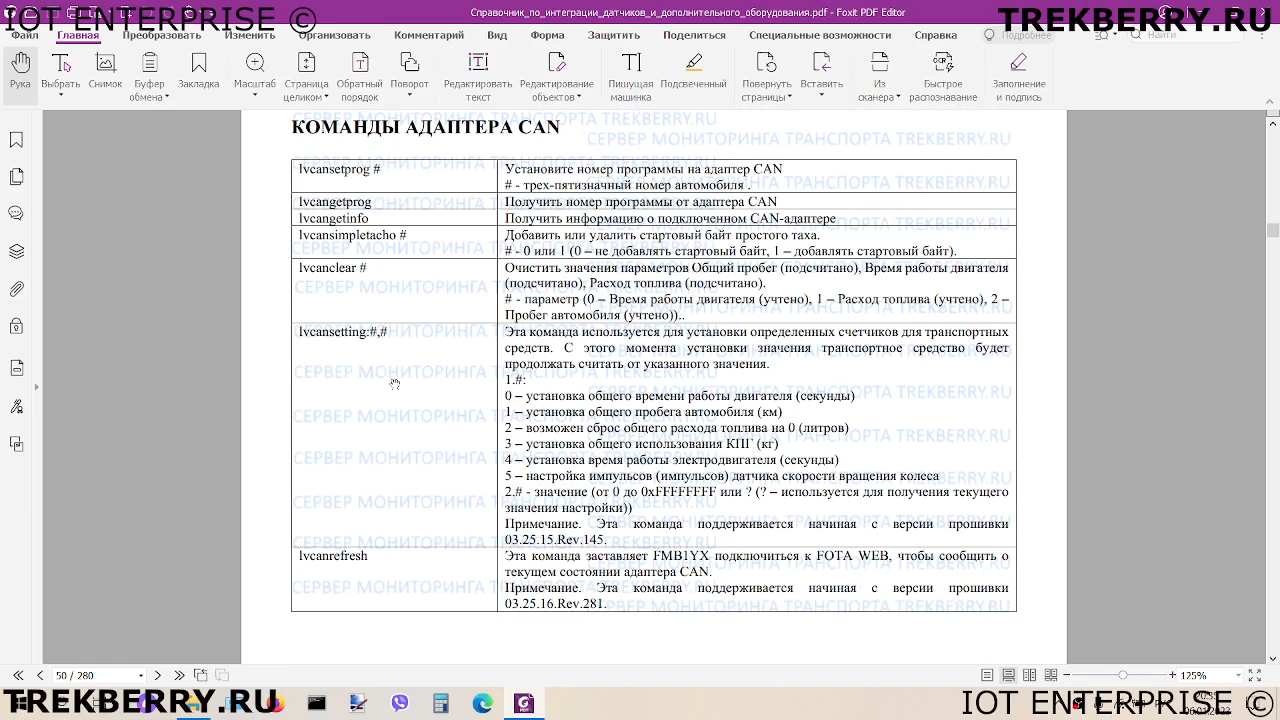 IOT ENTERPRISE ©
Справочник_по_интеграции_датчиков_и_дополнительного_оборудования.pdf - Foxit PDF Editor
TREKBERRY.RU
Файл Главная Преобразовать Изменить Организовать Комментарий Вид Форма Защитить Поделиться Специальные возможности Справка Подробнее Найти
Рука Выбрать Снимок Буфер обмена Закладка Масштаб Страница целиком Обратный порядок Поворот Редактировать текст Редактирование объектов Пишущая машинка Подсвеченный Повернуть страницы Вставить Из сканера Быстрое распознавание Заполнение и подпись
СЕРВЕР МОНИТОРИНГА ТРАНСПОРТА TREKBERRY.RU
КОМАНДЫ АДАПТЕРА CAN
lvcansetprog # Установите номер программы на адаптер CAN
# - трех-пятизначный номер автомобиля .
lvcangetprog Получить номер программы от адаптера CAN
lvcangetinfo Получить информацию о подключенном CAN-адаптере
lvcansimpletacho # Добавить или удалить стартовый байт простого таха.
# - 0 или 1 (0 – не добавлять стартовый байт, 1 – добавлять стартовый байт).
lvcanclear # Очистить значения параметров Общий пробег (подсчитано), Время работы двигателя
(подсчитано), Расход топлива (подсчитано).
# - параметр (0 – Время работы двигателя (учтено), 1 – Расход топлива (учтено), 2 –
Пробег автомобиля (учтено))..
lvcansetting:#,# Эта команда используется для установки определенных счетчиков для транспортных
средств. С этого момента установки значения транспортное средство будет
продолжать считать от указанного значения.
1.#:
0 – установка общего времени работы двигателя (секунды)
1 – установка общего пробега автомобиля (км)
2 – возможен сброс общего расхода топлива на 0 (литров)
3 – установка общего использования КПГ (кг)
4 – установка время работы электродвигателя (секунды)
5 – настройка импульсов (импульсов) датчика скорости вращения колеса
2.# - значение (от 0 до 0xFFFFFFFF или ? (? – используется для получения текущего
значения настройки))
Примечание. Эта команда поддерживается начиная с версии прошивки
03.25.15.Rev.145.
lvcanrefresh Эта команда заставляет FMB1YX подключиться к FOTA WEB, чтобы сообщить о
текущем состоянии адаптера CAN.
Примечание. Эта команда поддерживается начиная с версии прошивки
03.25.16.Rev.281.
50 / 280 125%
TREKBERRY.RU
IOT ENTERPRISE ©